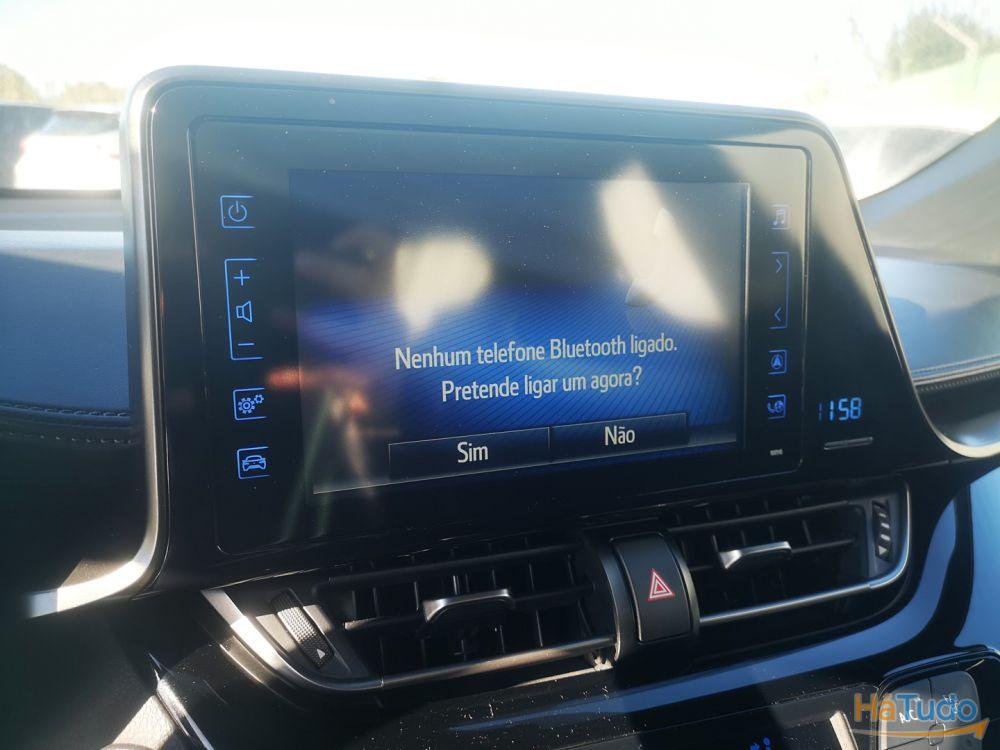 Nenhum telefone Bluetooth ligado.
Pretende ligar um agora?
Sim
Não
11:58
HáTudo